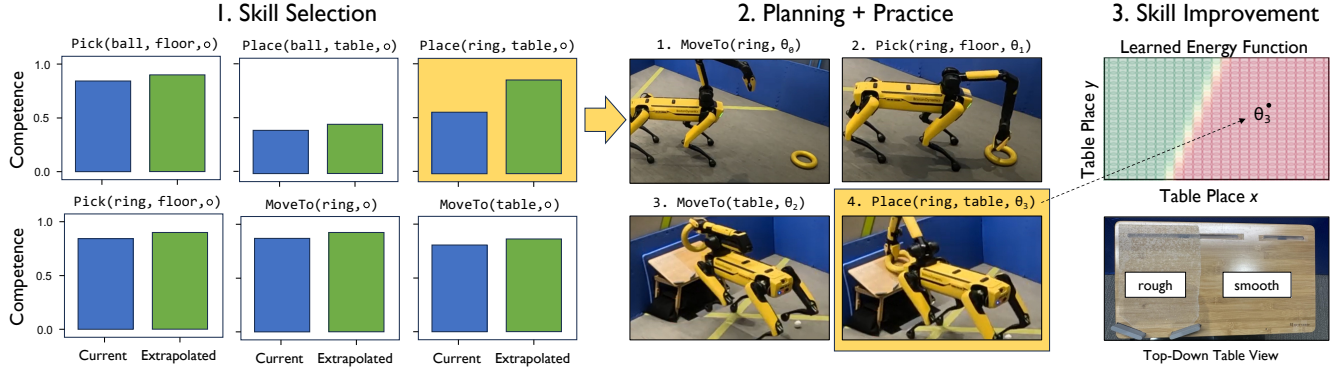 1. Skill Selection
2. Planning + Practice
3. Skill Improvement
Pick(ball, floor,∘)
Place(ball, table,∘)
Place(ring, table,∘)
Competence
1.0
0.5
0.0
Pick(ring, floor,∘)
MoveTo(ring,∘)
MoveTo(table,∘)
Competence
1.0
0.5
0.0
Current
Extrapolated
Current
Extrapolated
Current
Extrapolated
1. MoveTo(ring, θ₀)
2. Pick(ring, floor, θ₁)
3. MoveTo(table, θ₂)
4. Place(ring, table, θ₃)
Learned Energy Function
Table Place y
θ₃
Table Place x
rough
smooth
Top-Down Table View